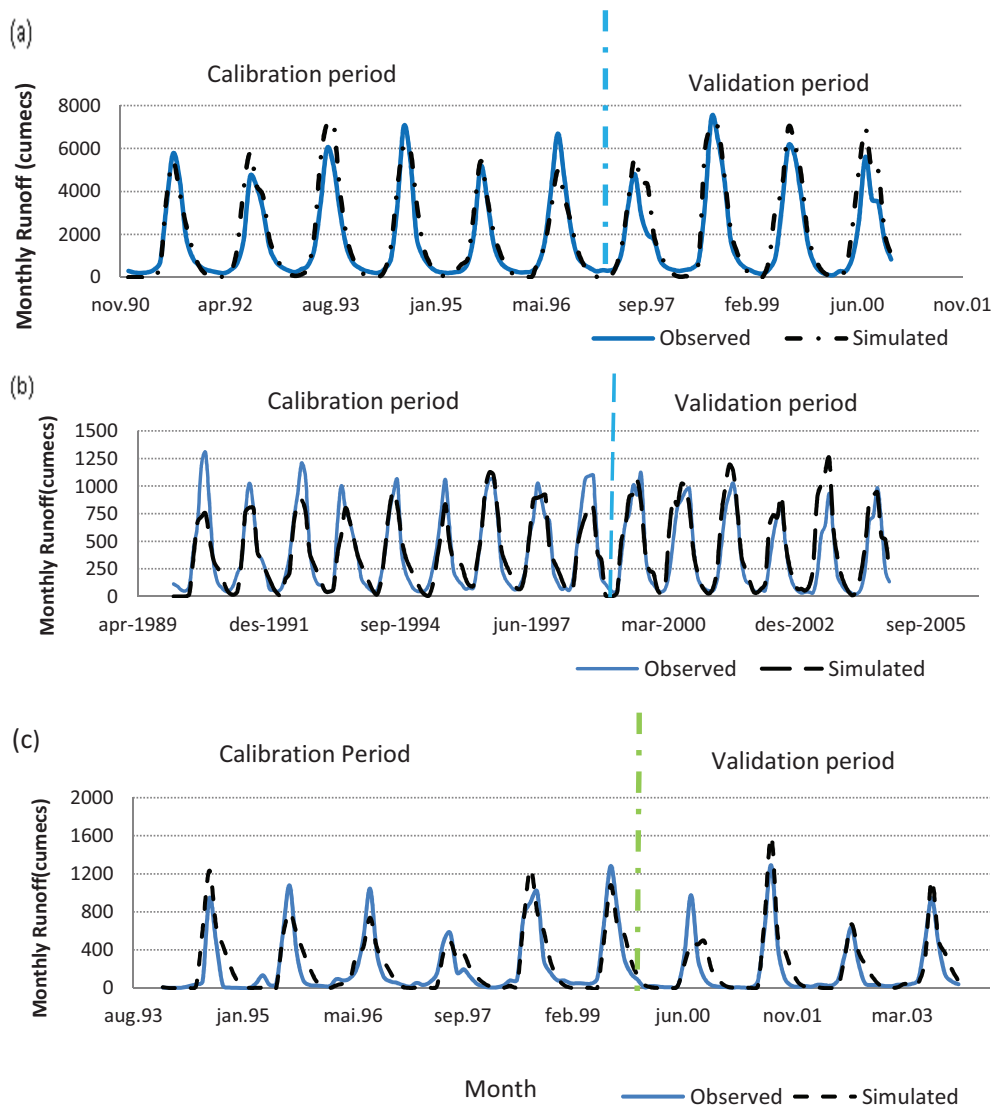 (a)
Calibration period
Validation period
Monthly Runoff (cumecs)
8000
6000
4000
2000
0
nov.90 apr.92 aug.93 jan.95 mai.96 sep.97 feb.99 jun.00 nov.01
Observed Simulated
(b)
Calibration period
Validation period
Monthly Runoff(cumecs)
1500
1250
1000
750
500
250
0
apr-1989 des-1991 sep-1994 jun-1997 mar-2000 des-2002 sep-2005
Observed Simulated
(c)
Calibration Period
Validation period
Monthly Runoff(cumecs)
2000
1600
1200
800
400
0
aug.93 jan.95 mai.96 sep.97 feb.99 jun.00 nov.01 mar.03
Month
Observed Simulated